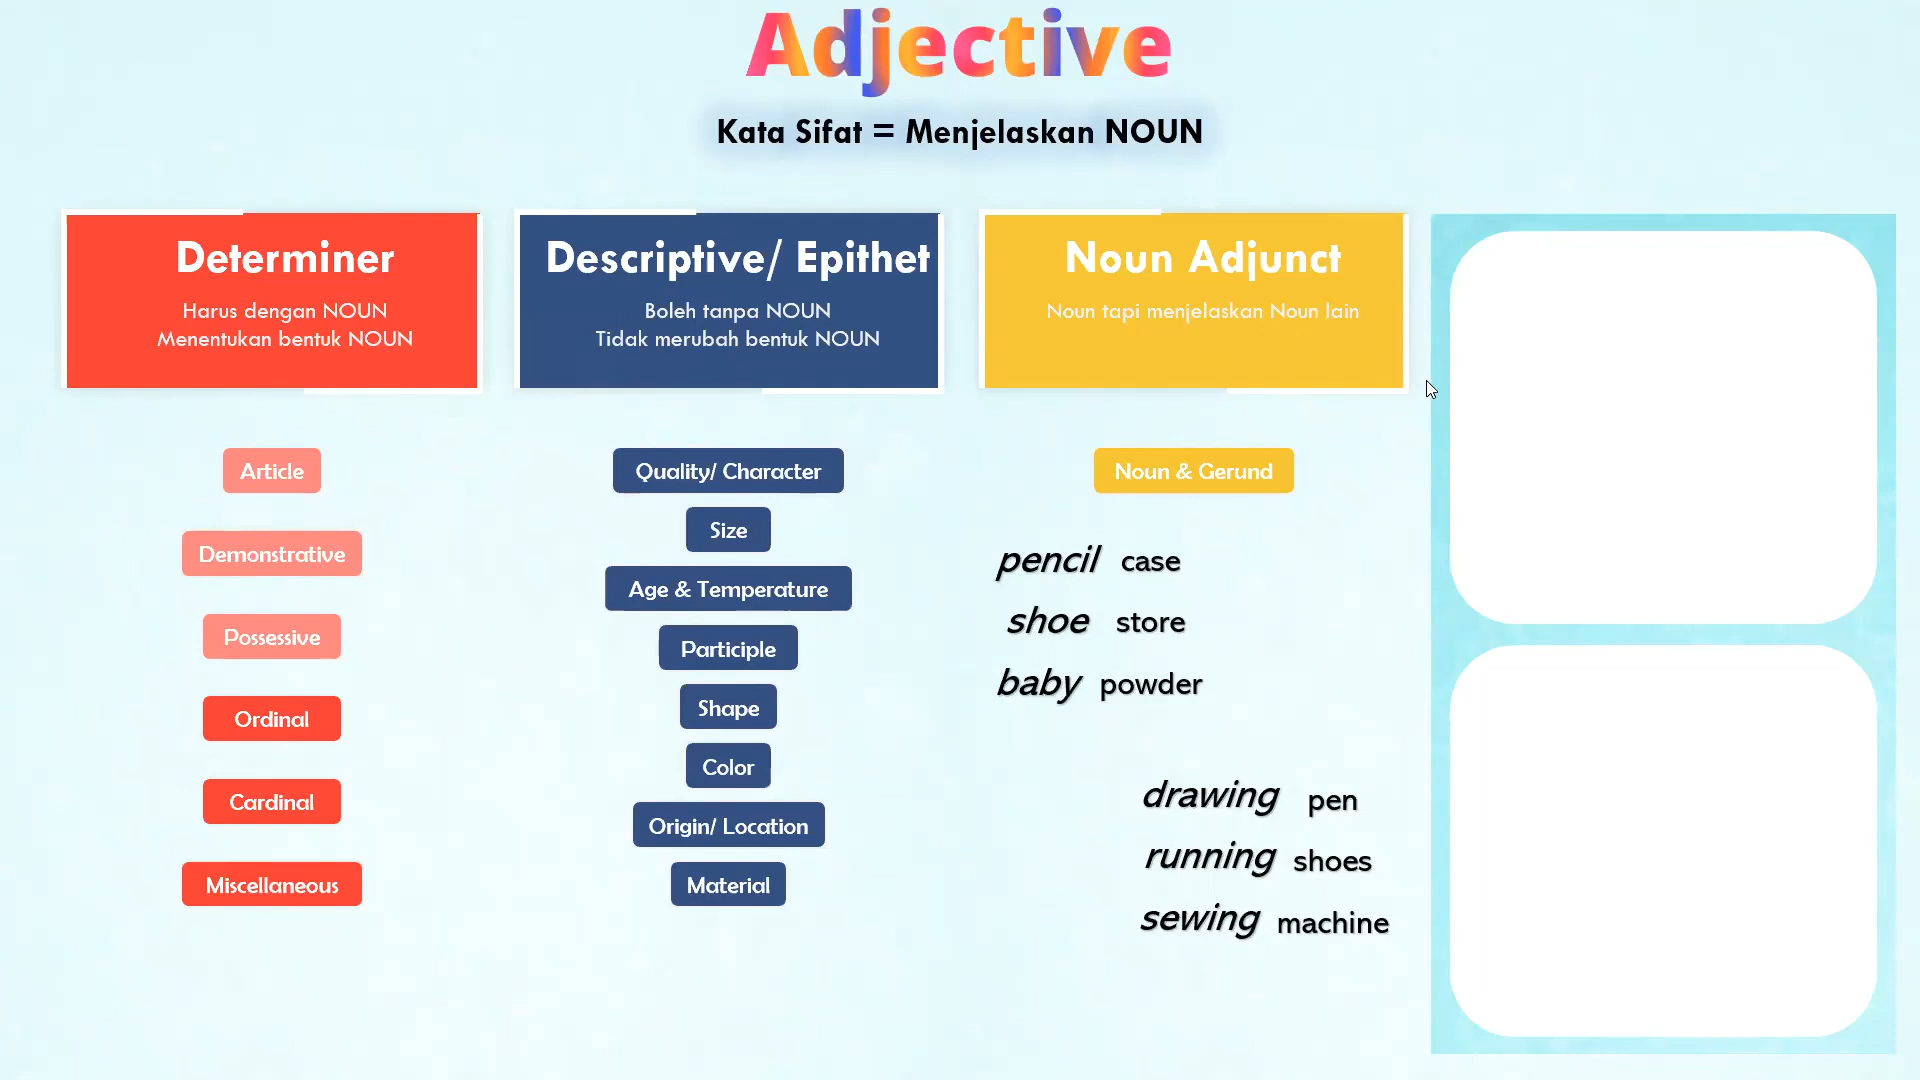 Adjective
Kata Sifat = Menjelaskan NOUN
Determiner
Harus dengan NOUN
Menentukan bentuk NOUN
Article
Demonstrative
Possessive
Ordinal
Cardinal
Miscellaneous
Descriptive/ Epithet
Boleh tanpa NOUN
Tidak merubah bentuk NOUN
Quality/ Character
Size
Age & Temperature
Participle
Shape
Color
Origin/ Location
Material
Noun Adjunct
Noun tapi menjelaskan Noun lain
Noun & Gerund
pencil case
shoe store
baby powder
drawing pen
running shoes
sewing machine